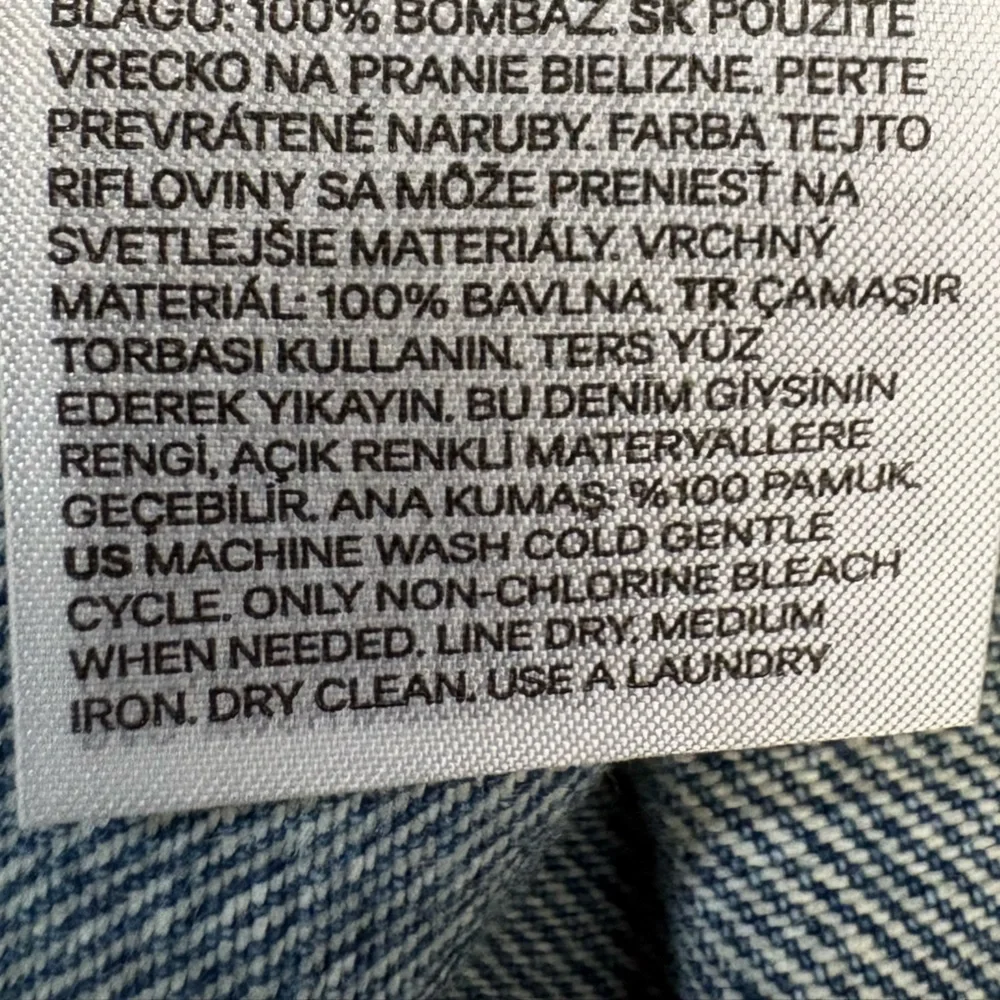 BLAGO: 100% BOMBAŽ. SK POUŽITE
VRECKO NA PRANIE BIELIZNE. PERTE
PREVRÁTENÉ NARUBY. FARBA TEJTO
RIFLOVINY SA MÔŽE PRENIESŤ NA
SVETLEJŠIE MATERIÁLY. VRCHNÝ
MATERIÁL: 100% BAVLNA. TR ÇAMAŞIR
TORBASI KULLANIN. TERS YÜZ
EDEREK YIKAYIN. BU DENİM GİYSİNİN
RENGİ, AÇIK RENKLİ MATERYALLERE
GEÇEBİLİR. ANA KUMAŞ: %100 PAMUK.
US MACHINE WASH COLD GENTLE
CYCLE. ONLY NON-CHLORINE BLEACH
WHEN NEEDED. LINE DRY. MEDIUM
IRON. DRY CLEAN. USE A LAUNDRY